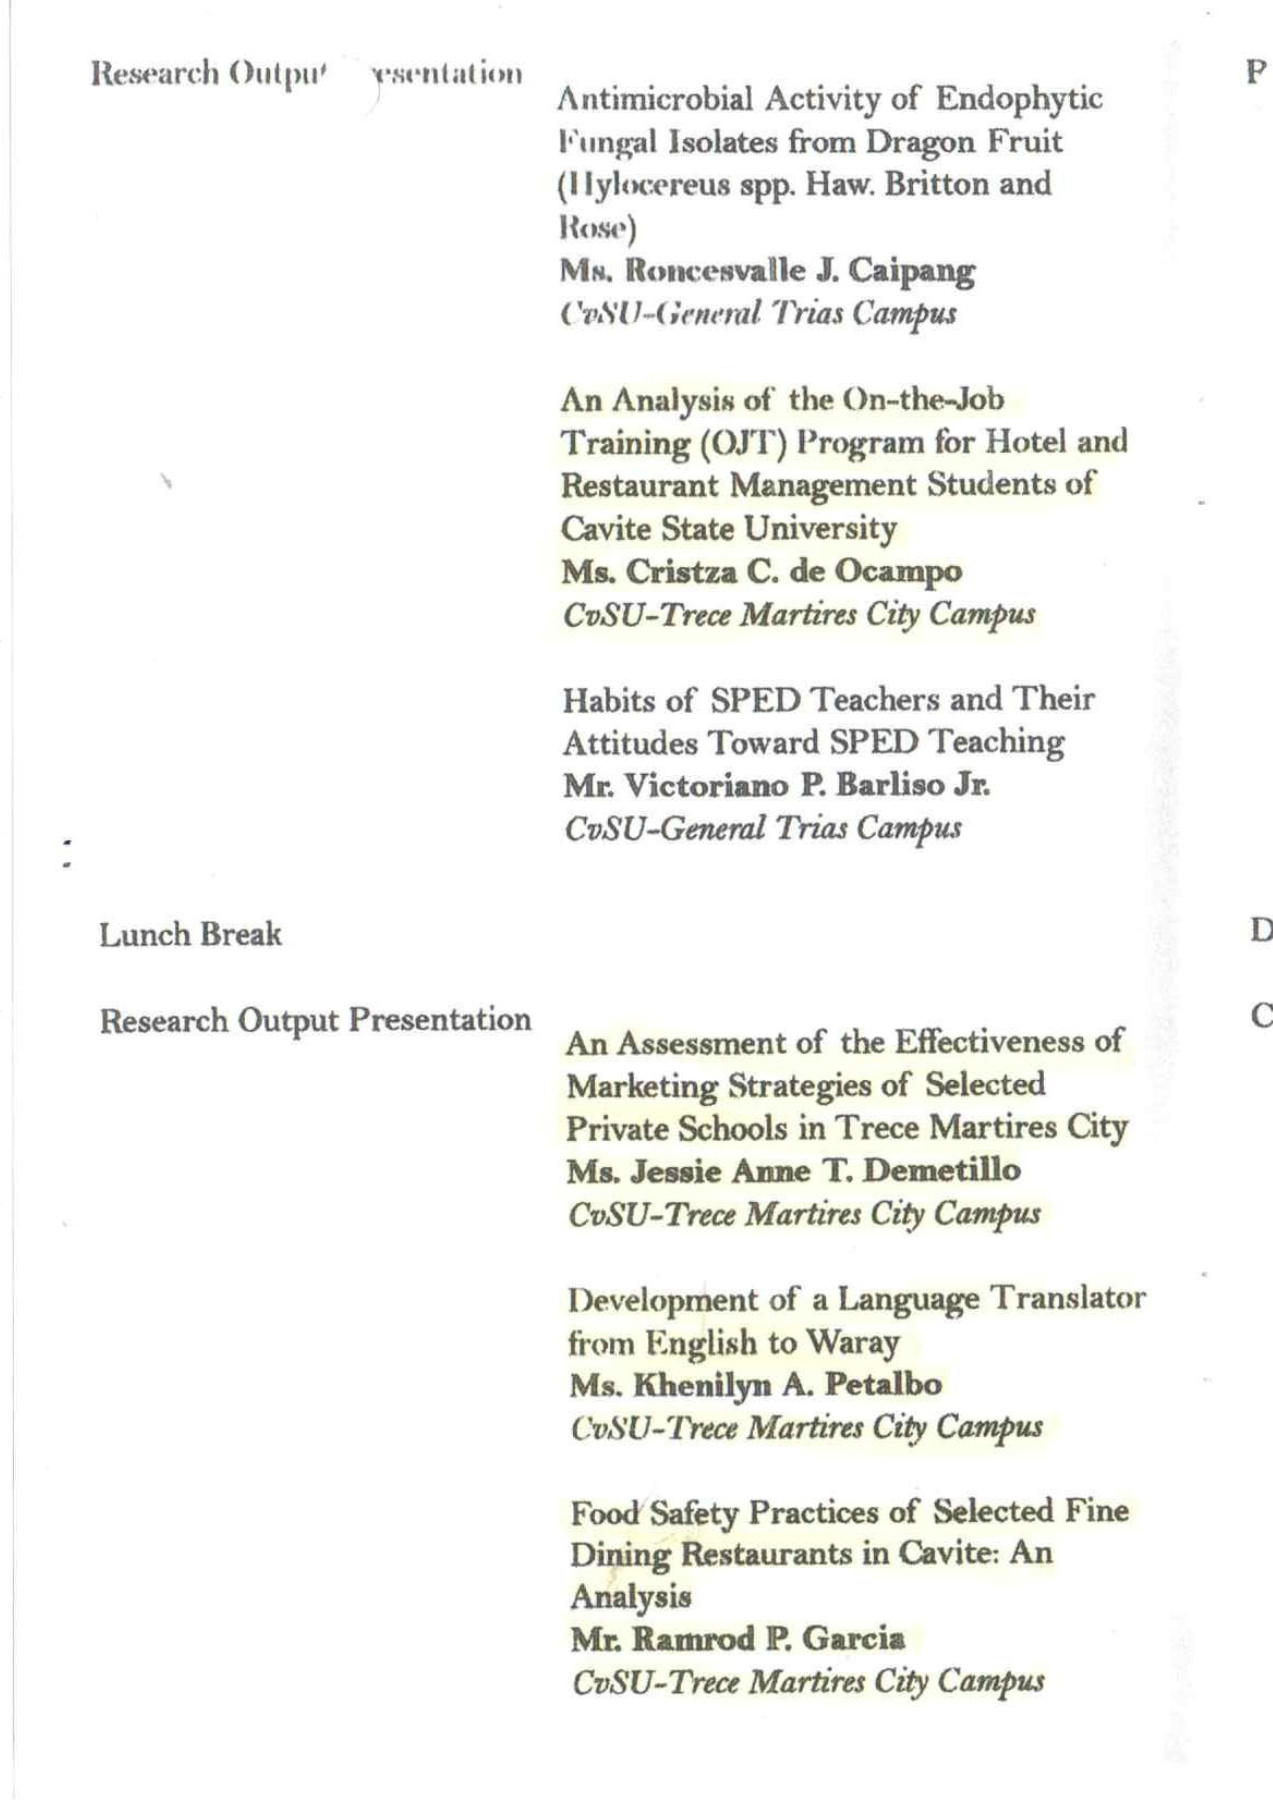 Research Output Presentation
P
Antimicrobial Activity of Endophytic
Fungal Isolates from Dragon Fruit
(Hylocereus spp. Haw. Britton and
Rose)
Ms. Roncesvalle J. Caipang
CvSU-General Trias Campus
An Analysis of the On-the-Job
Training (OJT) Program for Hotel and
Restaurant Management Students of
Cavite State University
Ms. Cristza C. de Ocampo
CvSU-Trece Martires City Campus
Habits of SPED Teachers and Their
Attitudes Toward SPED Teaching
Mr. Victoriano P. Barliso Jr.
CvSU-General Trias Campus
Lunch Break
D
Research Output Presentation
C
An Assessment of the Effectiveness of
Marketing Strategies of Selected
Private Schools in Trece Martires City
Ms. Jessie Anne T. Demetillo
CvSU-Trece Martires City Campus
Development of a Language Translator
from English to Waray
Ms. Khenilyn A. Petalbo
CvSU-Trece Martires City Campus
Food Safety Practices of Selected Fine
Dining Restaurants in Cavite: An
Analysis
Mr. Ramrod P. Garcia
CvSU-Trece Martires City Campus